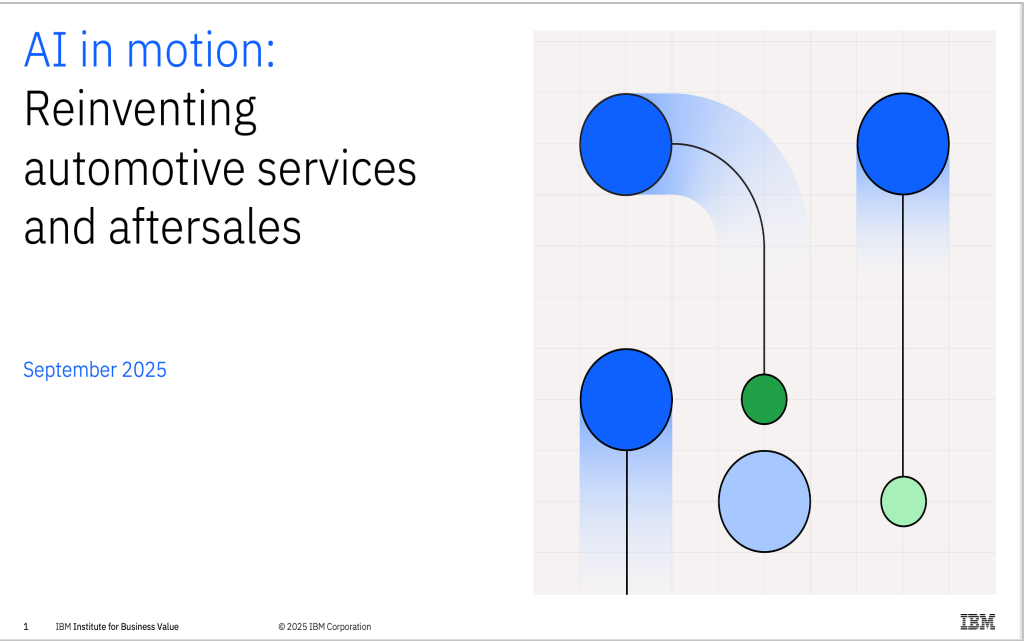 AI in motion:
Reinventing
automotive services
and aftersales
September 2025
1 IBM Institute for Business Value © 2025 IBM Corporation
IBM